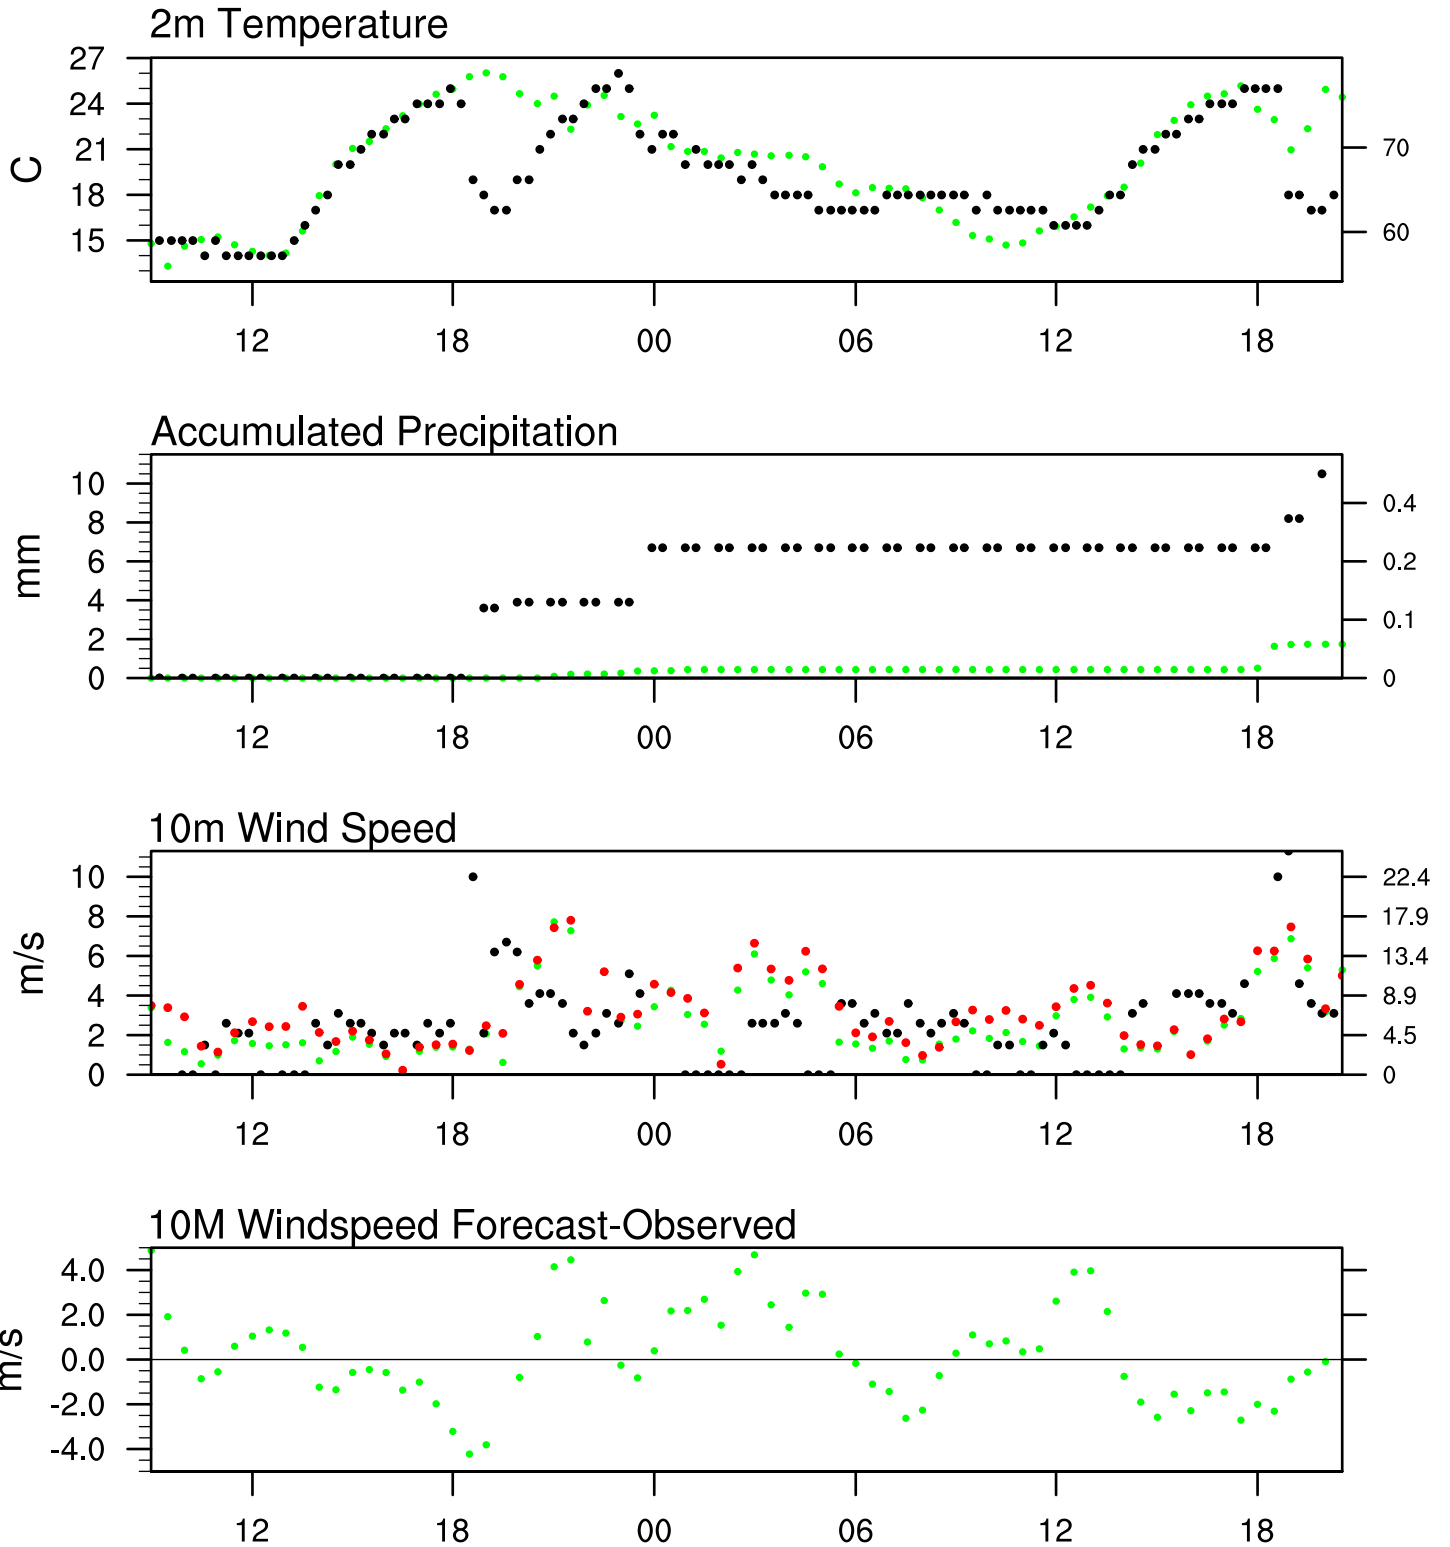 2m Temperature
27
24
21
18
15
C
70
60
12 18 00 06 12 18
Accumulated Precipitation
10
8
6
4
2
0
mm
0.4
0.2
0.1
0
12 18 00 06 12 18
10m Wind Speed
10
8
6
4
2
0
m/s
22.4
17.9
13.4
8.9
4.5
0
12 18 00 06 12 18
10M Windspeed Forecast-Observed
4.0
2.0
0.0
-2.0
-4.0
m/s
12 18 00 06 12 18